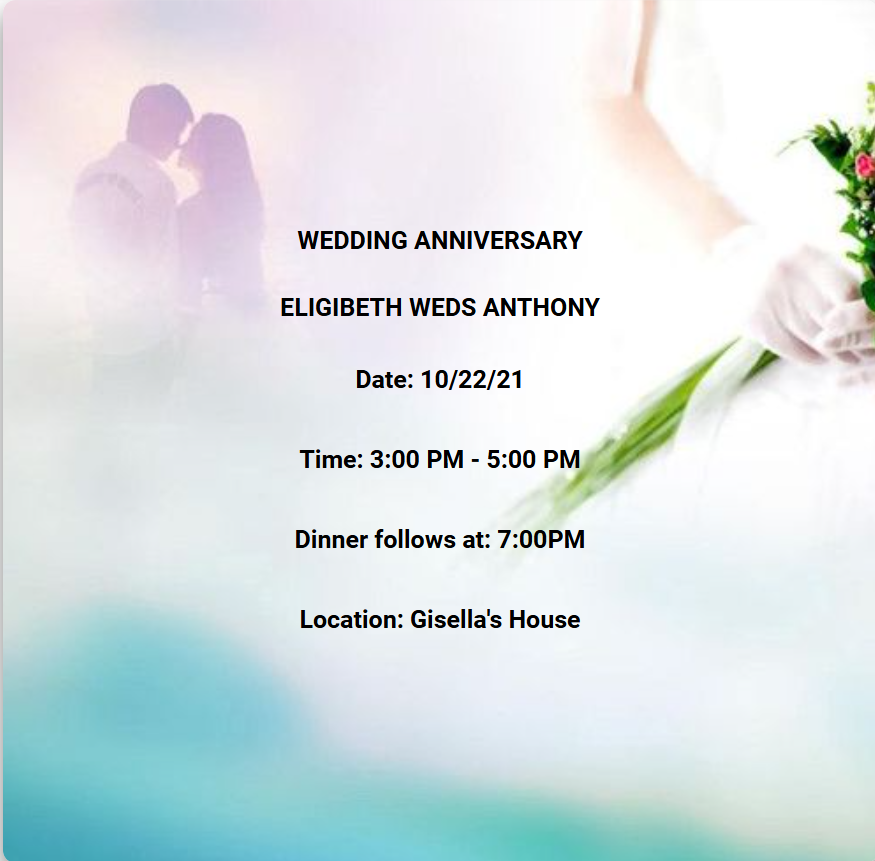 WEDDING ANNIVERSARY
ELIGIBETH WEDS ANTHONY
Date: 10/22/21
Time: 3:00 PM - 5:00 PM
Dinner follows at: 7:00PM
Location: Gisella's House